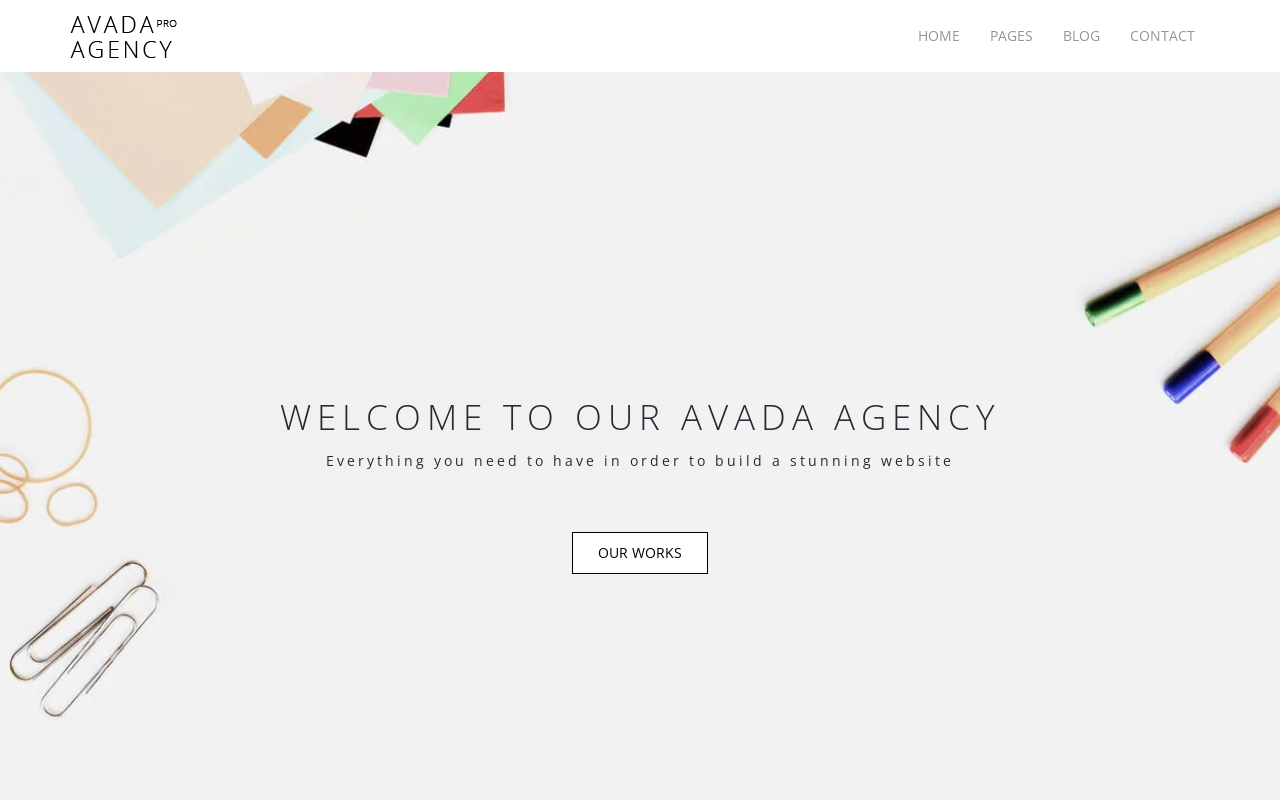 AVADA PRO
AGENCY
HOME PAGES BLOG CONTACT
WELCOME TO OUR AVADA AGENCY
Everything you need to have in order to build a stunning website
OUR WORKS